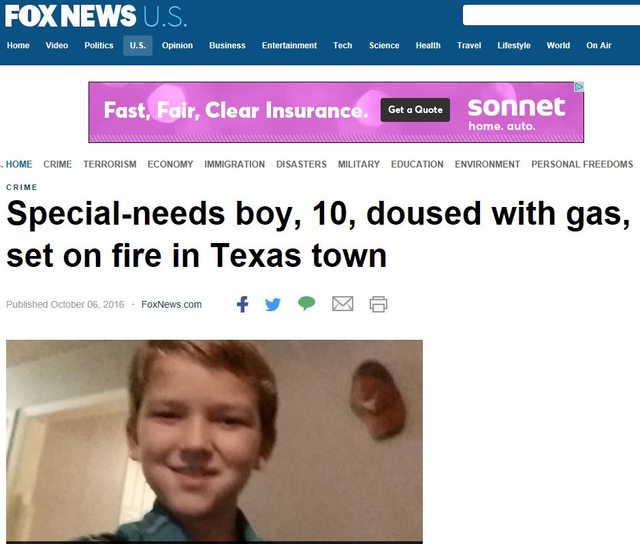 FOX NEWS U.S.
Home Video Politics U.S. Opinion Business Entertainment Tech Science Health Travel Lifestyle World On Air
Fast, Fair, Clear Insurance. Get a Quote sonnet
home. auto.
. HOME CRIME TERRORISM ECONOMY IMMIGRATION DISASTERS MILITARY EDUCATION ENVIRONMENT PERSONAL FREEDOMS
CRIME
Special-needs boy, 10, doused with gas,
set on fire in Texas town
Published October 06, 2016 · FoxNews.com